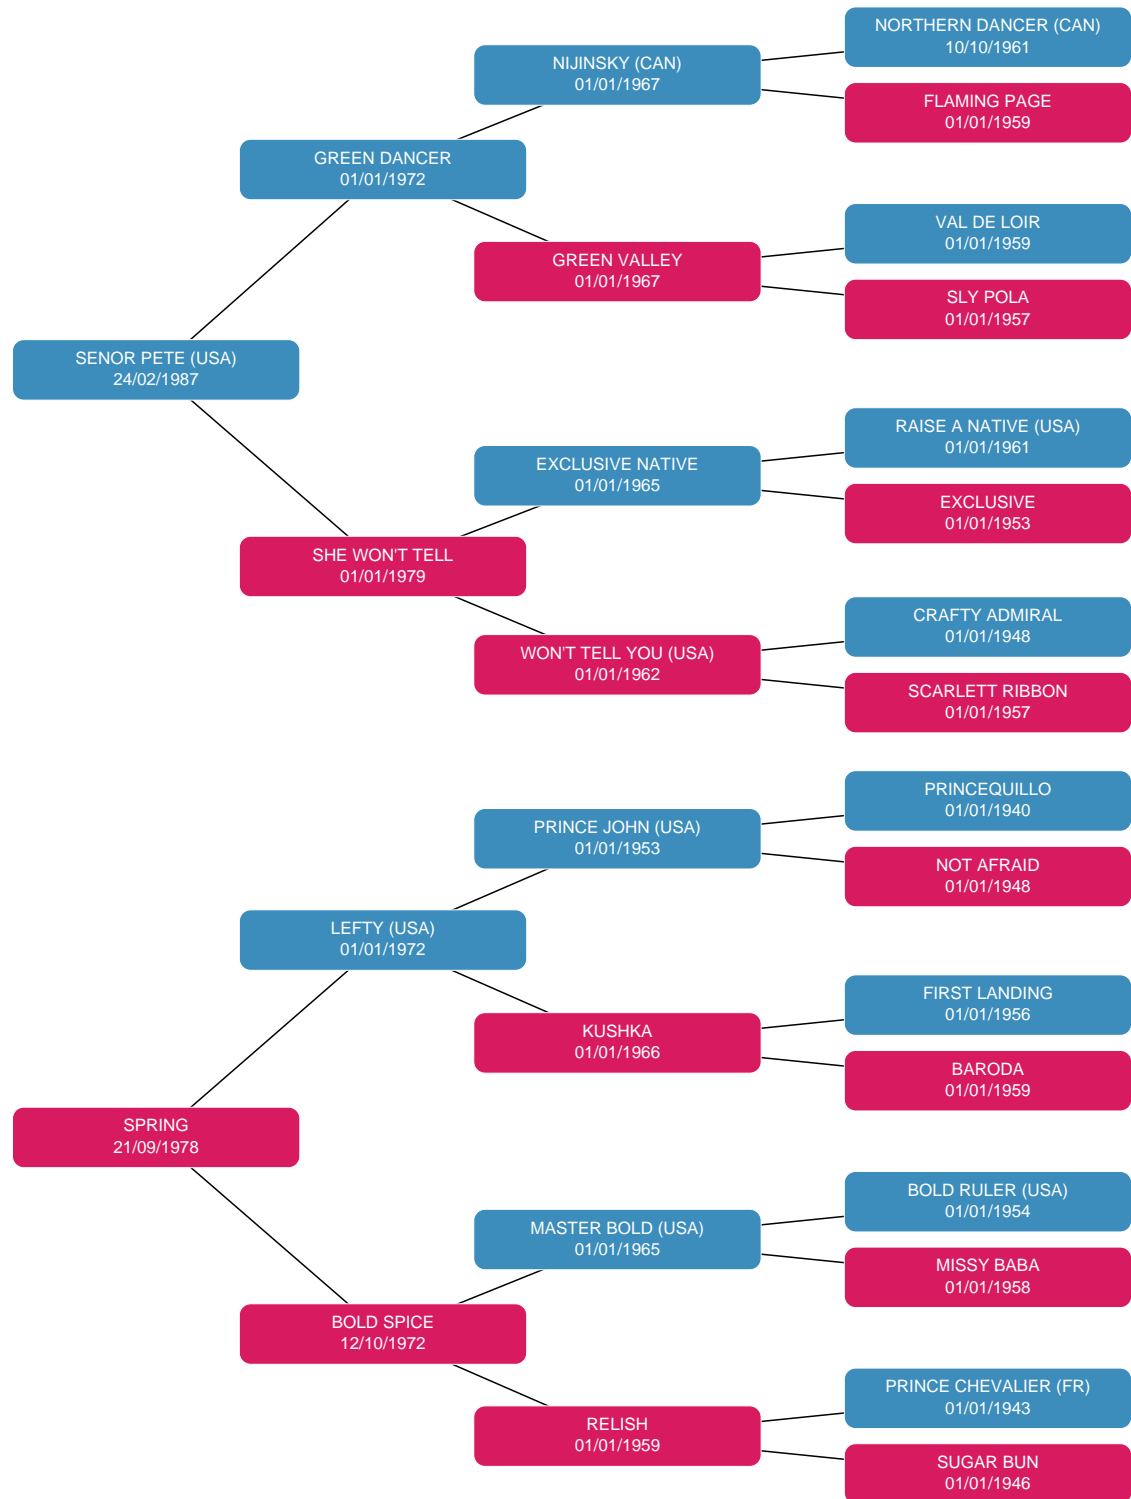 NORTHERN DANCER (CAN)
10/10/1961
NIJINSKY (CAN)
01/01/1967
FLAMING PAGE
01/01/1959
GREEN DANCER
01/01/1972
VAL DE LOIR
01/01/1959
GREEN VALLEY
01/01/1967
SLY POLA
01/01/1957
SENOR PETE (USA)
24/02/1987
RAISE A NATIVE (USA)
01/01/1961
EXCLUSIVE NATIVE
01/01/1965
EXCLUSIVE
01/01/1953
SHE WON'T TELL
01/01/1979
CRAFTY ADMIRAL
01/01/1948
WON'T TELL YOU (USA)
01/01/1962
SCARLETT RIBBON
01/01/1957
PRINCEQUILLO
01/01/1940
PRINCE JOHN (USA)
01/01/1953
NOT AFRAID
01/01/1948
LEFTY (USA)
01/01/1972
FIRST LANDING
01/01/1956
KUSHKA
01/01/1966
BARODA
01/01/1959
SPRING
21/09/1978
BOLD RULER (USA)
01/01/1954
MASTER BOLD (USA)
01/01/1965
MISSY BABA
01/01/1958
BOLD SPICE
12/10/1972
PRINCE CHEVALIER (FR)
01/01/1943
RELISH
01/01/1959
SUGAR BUN
01/01/1946